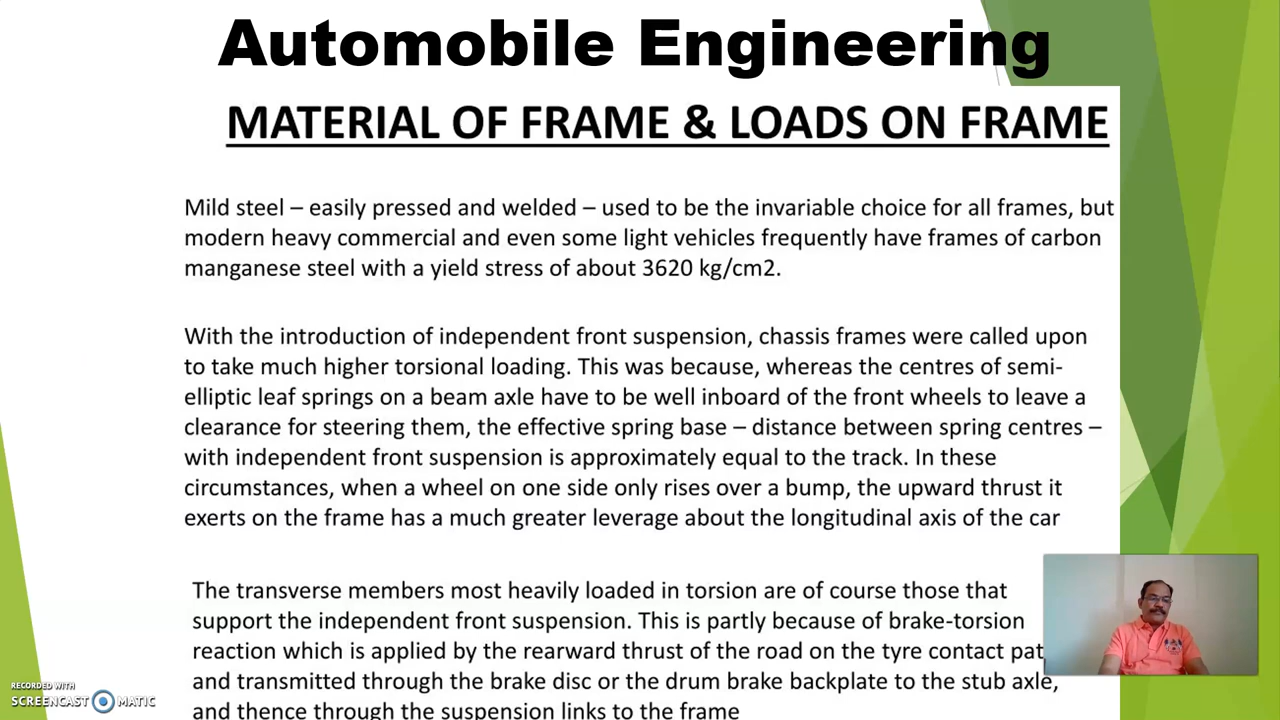 Automobile Engineering
MATERIAL OF FRAME & LOADS ON FRAME
Mild steel – easily pressed and welded – used to be the invariable choice for all frames, but
modern heavy commercial and even some light vehicles frequently have frames of carbon
manganese steel with a yield stress of about 3620 kg/cm2.
With the introduction of independent front suspension, chassis frames were called upon
to take much higher torsional loading. This was because, whereas the centres of semi-
elliptic leaf springs on a beam axle have to be well inboard of the front wheels to leave a
clearance for steering them, the effective spring base – distance between spring centres –
with independent front suspension is approximately equal to the track. In these
circumstances, when a wheel on one side only rises over a bump, the upward thrust it
exerts on the frame has a much greater leverage about the longitudinal axis of the car
The transverse members most heavily loaded in torsion are of course those that
support the independent front suspension. This is partly because of brake-torsion
reaction which is applied by the rearward thrust of the road on the tyre contact
and transmitted through the brake disc or the drum brake backplate to the stub axle,
and thence through the suspension links to the frame
RECORDED WITH
SCREENCAST MATIC